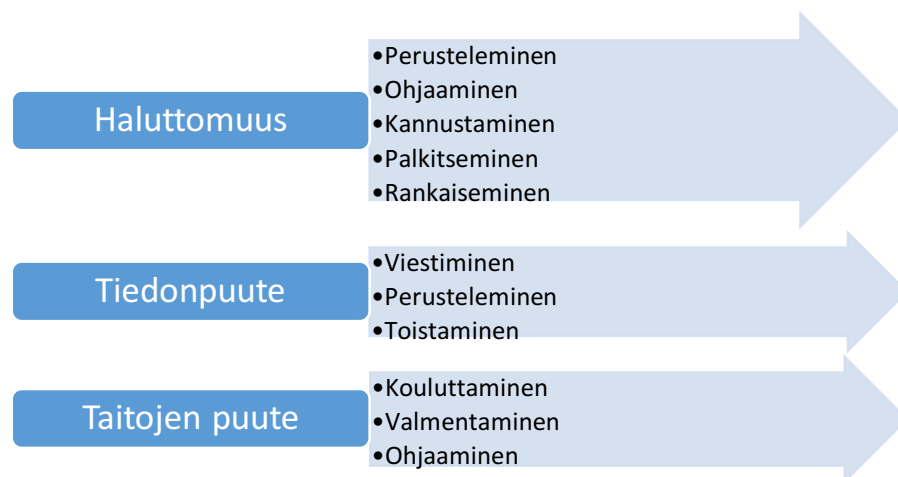 Haluttomuus
•Perusteleminen
•Ohjaaminen
•Kannustaminen
•Palkitseminen
•Rankaiseminen
Tiedonpuute
•Viestiminen
•Perusteleminen
•Toistaminen
Taitojen puute
•Kouluttaminen
•Valmentaminen
•Ohjaaminen